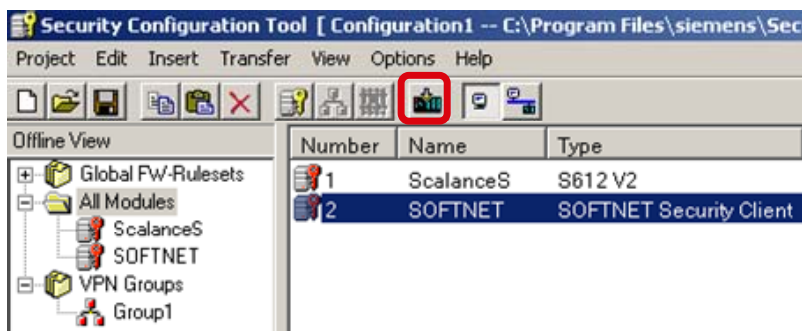 Security Configuration Tool [ Configuration1 -- C:\Program Files\siemens\Sec
Project Edit Insert Transfer View Options Help
Offline View
Global FW-Rulesets
All Modules
ScalanceS
SOFTNET
VPN Groups
Group1
Number Name Type
1 ScalanceS S612 V2
2 SOFTNET SOFTNET Security Client